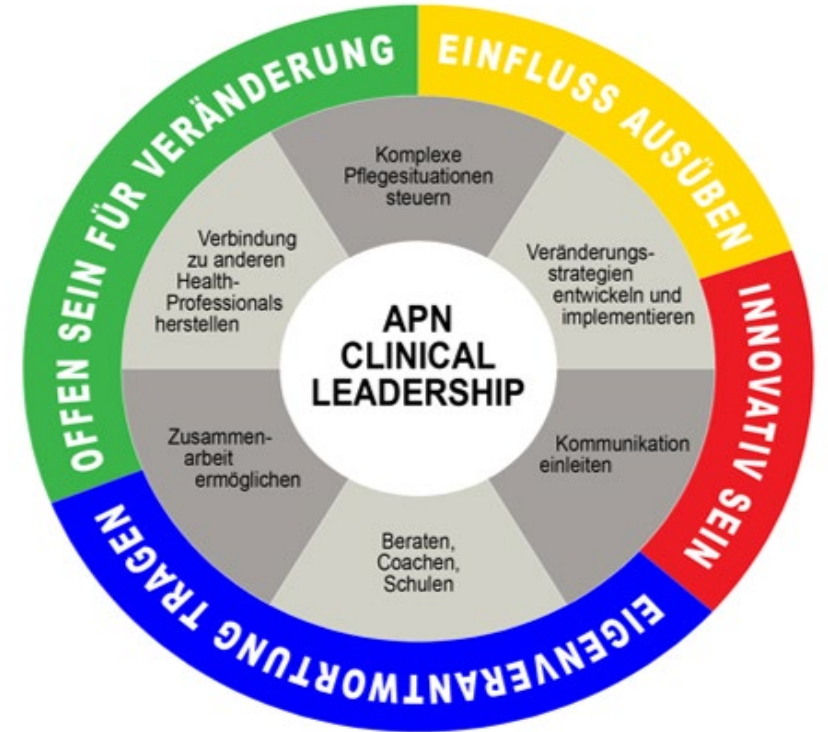 OFFEN SEIN FÜR VERÄNDERUNG
EINFLUSS AUSÜBEN
INNOVATIV SEIN
EIGENVERANTWORTUNG TRAGEN
Komplexe
Pflegesituationen
steuern
Veränderungs-
strategien
entwickeln und
implementieren
Kommunikation
einleiten
Beraten,
Coachen,
Schulen
Zusammen-
arbeit
ermöglichen
Verbindung
zu anderen
Health-
Professionals
herstellen
APN
CLINICAL
LEADERSHIP